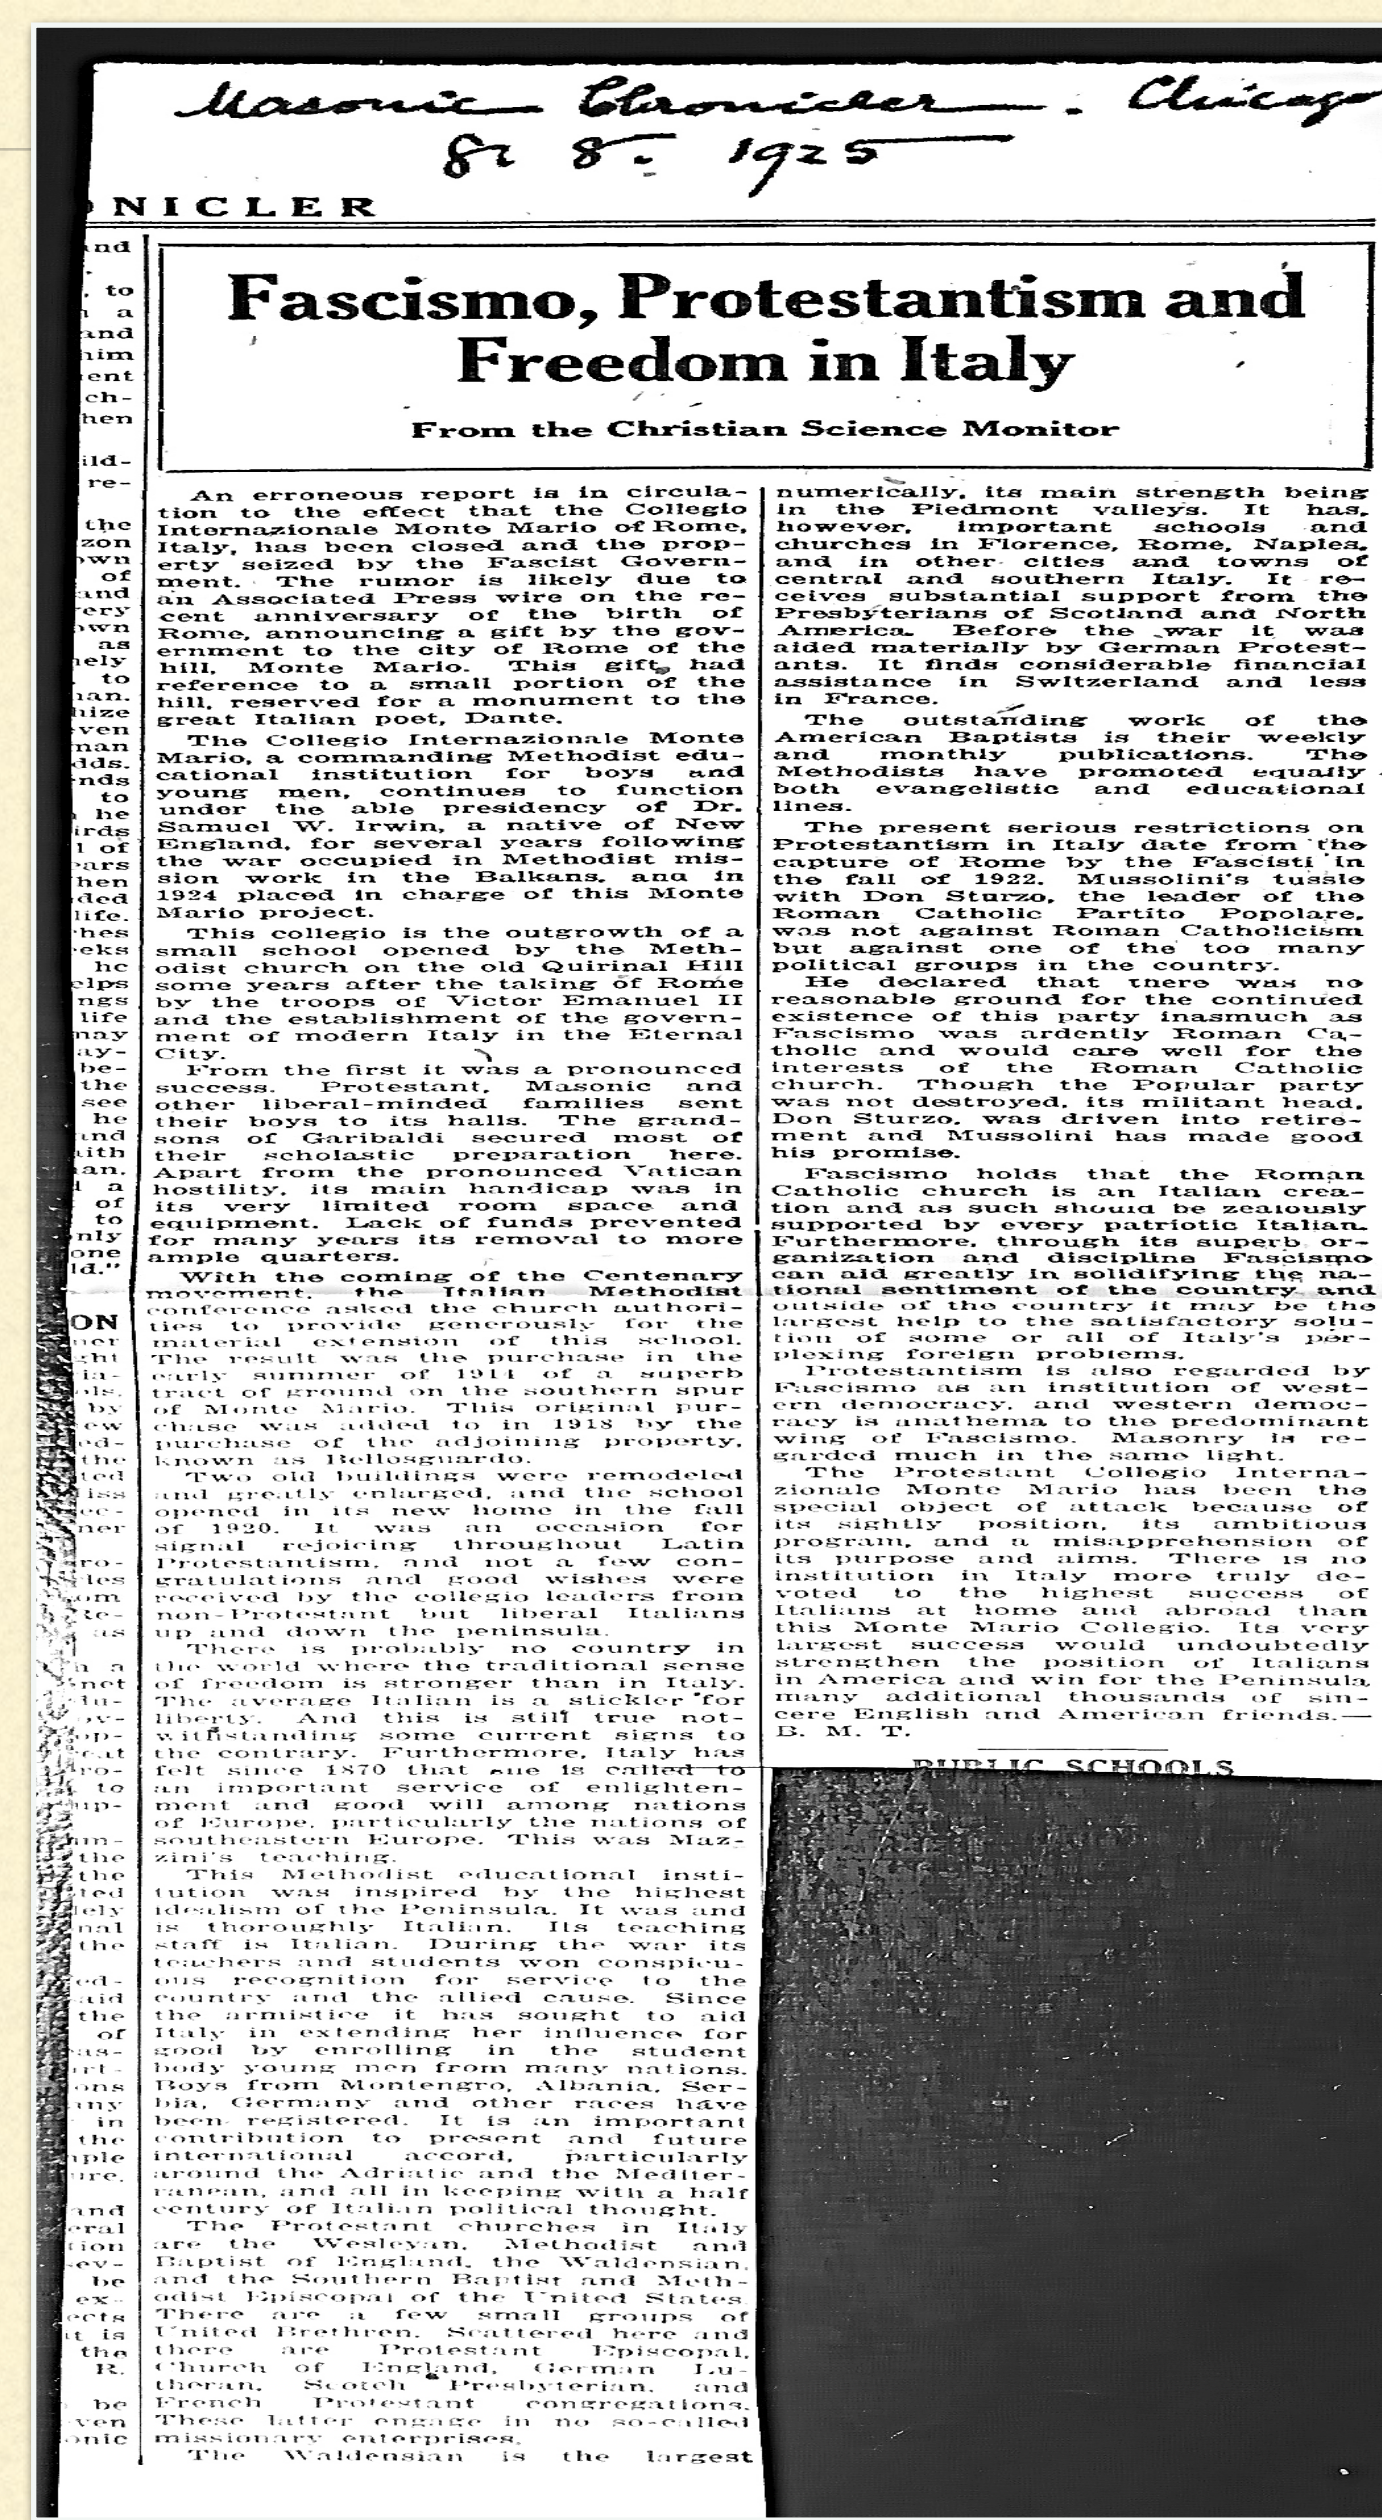 Masonic Chronicler. Chicago
8. 1925
NICLER
Fascismo, Protestantism and
Freedom in Italy
From the Christian Science Monitor
An erroneous report is in circula-
tion to the effect that the Collegio
Internazionale Monte Mario of Rome,
Italy, has been closed and the prop-
erty seized by the Fascist Govern-
ment. The rumor is likely due to
an Associated Press wire on the re-
cent anniversary of the birth of
Rome, announcing a gift by the gov-
ernment to the city of Rome of the
hill, Monte Mario. This gift had
reference to a small portion of the
hill, reserved for a monument to the
great Italian poet, Dante.
The Collegio Internazionale Monte
Mario, a commanding Methodist edu-
cational institution for boys and
young men, continues to function
under the able presidency of Dr.
Samuel W. Irwin, a native of New
England, for several years following
the war occupied in Methodist mis-
sion work in the Balkans, and in
1924 placed in charge of this Monte
Mario project.
This collegio is the outgrowth of a
small school opened by the Meth-
odist church on the old Quirinal Hill
some years after the taking of Rome
by the troops of Victor Emanuel II
and the establishment of the govern-
ment of modern Italy in the Eternal
City.
From the first it was a pronounced
success. Protestant, Masonic and
other liberal-minded families sent
their boys to its halls. The grand-
sons of Garibaldi secured most of
their scholastic preparation here.
Apart from the pronounced Vatican
hostility, its main handicap was in
its very limited room space and
equipment. Lack of funds prevented
for many years its removal to more
ample quarters.
With the coming of the Centenary
movement, the Italian Methodist
conference asked the church authori-
ties to provide generously for the
material extension of this school.
The result was the purchase in the
early summer of 1914 of a superb
tract of ground on the southern spur
of Monte Mario. This original pur-
chase was added to in 1918 by the
purchase of the adjoining property,
known as Bellosguardo.
Two old buildings were remodeled
and greatly enlarged, and the school
opened in its new home in the fall
of 1920. It was an occasion for
signal rejoicing throughout Latin
Protestantism, and not a few con-
gratulations and good wishes were
received by the collegio leaders from
non-Protestant but liberal Italians
up and down the peninsula.
There is probably no country in
the world where the traditional sense
of freedom is stronger than in Italy.
The average Italian is a stickler for
liberty. And this is still true not-
withstanding some current signs to
the contrary. Furthermore, Italy has
felt since 1870 that she is called to
an important service of enlighten-
ment and good will among nations
of Europe, particularly the nations of
southeastern Europe. This was Maz-
zini's teaching.
This Methodist educational insti-
tution was inspired by the highest
idealism of the Peninsula. It was and
is thoroughly Italian. Its teaching
staff is Italian. During the war its
teachers and students won conspicu-
ous recognition for service to the
country and the allied cause. Since
the armistice it has sought to aid
Italy in extending her influence for
good by enrolling in the student
body young men from many nations.
Boys from Montengro, Albania, Ser-
bia, Germany and other races have
been registered. It is an important
contribution to present and future
international accord, particularly
around the Adriatic and the Mediter-
ranean, and all in keeping with a half
century of Italian political thought.
The Protestant churches in Italy
are the Wesleyan, Methodist and
Baptist of England, the Waldensian,
and the Southern Baptist and Meth-
odist Episcopal of the United States.
There are a few small groups of
United Brethren. Scattered here and
there are Protestant Episcopal,
Church of England, German Lu-
theran, Scotch Presbyterian, and
French Protestant congregations.
These latter engage in no so-called
missionary enterprises.
The Waldensian is the largest
numerically, its main strength being
in the Piedmont valleys. It has,
however, important schools and
churches in Florence, Rome, Naples,
and in other cities and towns of
central and southern Italy. It re-
ceives substantial support from the
Presbyterians of Scotland and North
America. Before the war it was
aided materially by German Protest-
ants. It finds considerable financial
assistance in Switzerland and less
in France.
The outstanding work of the
American Baptists is their weekly
and monthly publications. The
Methodists have promoted equally
both evangelistic and educational
lines.
The present serious restrictions on
Protestantism in Italy date from the
capture of Rome by the Fascisti in
the fall of 1922. Mussolini's tussle
with Don Sturzo, the leader of the
Roman Catholic Partito Popolare,
was not against Roman Catholicism
but against one of the too many
political groups in the country.
He declared that there was no
reasonable ground for the continued
existence of this party inasmuch as
Fascismo was ardently Roman Ca-
tholic and would care well for the
interests of the Roman Catholic
church. Though the Popular party
was not destroyed, its militant head,
Don Sturzo, was driven into retire-
ment and Mussolini has made good
his promise.
Fascismo holds that the Roman
Catholic church is an Italian crea-
tion and as such should be zealously
supported by every patriotic Italian.
Furthermore, through its superb or-
ganization and discipline Fascismo
can aid greatly in solidifying the na-
tional sentiment of the country and
outside of the country it may be the
largest help to the satisfactory solu-
tion of some or all of Italy's per-
plexing foreign problems.
Protestantism is also regarded by
Fascismo as an institution of west-
ern democracy, and western democ-
racy is anathema to the predominant
wing of Fascismo. Masonry is re-
garded much in the same light.
The Protestant Collegio Interna-
zionale Monte Mario has been the
special object of attack because of
its sightly position, its ambitious
program, and a misapprehension of
its purpose and aims. There is no
institution in Italy more truly de-
voted to the highest success of
Italians at home and abroad than
this Monte Mario Collegio. Its very
largest success would undoubtedly
strengthen the position of Italians
in America and win for the Peninsula
many additional thousands of sin-
cere English and American friends.—
B. M. T.
PUBLIC SCHOOLS